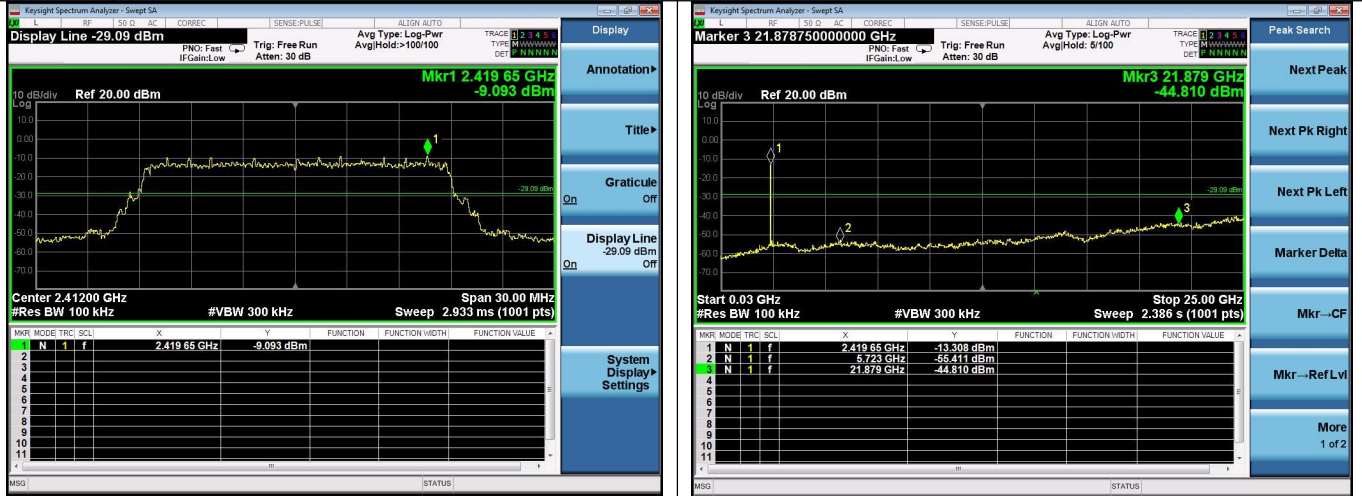 Keysight Spectrum Analyzer - Swept SA
L RF 50 Ω AC CORREC SENSE:PULSE ALIGN AUTO
Display Line -29.09 dBm
PNO: Fast
IFGain:Low
Trig: Free Run
Atten: 30 dB
Avg Type: Log-Pwr
Avg|Hold:>100/100
TRACE 1 2 3 4 5 6
TYPE M WWWWW
DET P N N N N N
Mkr1 2.419 65 GHz
-9.093 dBm
10 dB/div Ref 20.00 dBm
Log
10.0
0.00
-10.0
-20.0
-30.0
-40.0
-50.0
-60.0
-70.0
1
-29.09 dBm
Center 2.41200 GHz Span 30.00 MHz
#Res BW 100 kHz #VBW 300 kHz Sweep 2.933 ms (1001 pts)
MKR MODE TRC SCL X Y FUNCTION FUNCTION WIDTH FUNCTION VALUE
1 N 1 f 2.419 65 GHz -9.093 dBm
2
3
4
5
6
7
8
9
10
11
MSG STATUS
Display
Annotation
Title
Graticule
On Off
Display Line
-29.09 dBm
On Off
System
Display
Settings
Keysight Spectrum Analyzer - Swept SA
L RF 50 Ω AC CORREC SENSE:PULSE ALIGN AUTO
Marker 3 21.878750000000 GHz
PNO: Fast
IFGain:Low
Trig: Free Run
Atten: 30 dB
Avg Type: Log-Pwr
Avg|Hold: 5/100
TRACE 1 2 3 4 5 6
TYPE M WWWWW
DET P N N N N N
Mkr3 21.879 GHz
-44.810 dBm
10 dB/div Ref 20.00 dBm
Log
10.0
0.00
-10.0
-20.0
-30.0
-40.0
-50.0
-60.0
-70.0
1
2
3
-29.09 dBm
Start 0.03 GHz Stop 25.00 GHz
#Res BW 100 kHz #VBW 300 kHz Sweep 2.386 s (1001 pts)
MKR MODE TRC SCL X Y FUNCTION FUNCTION WIDTH FUNCTION VALUE
1 N 1 f 2.419 65 GHz -13.308 dBm
2 N 1 f 5.723 GHz -55.411 dBm
3 N 1 f 21.879 GHz -44.810 dBm
4
5
6
7
8
9
10
11
MSG STATUS
Peak Search
Next Peak
Next Pk Right
Next Pk Left
Marker Delta
Mkr→CF
Mkr→Ref Lvl
More
1 of 2